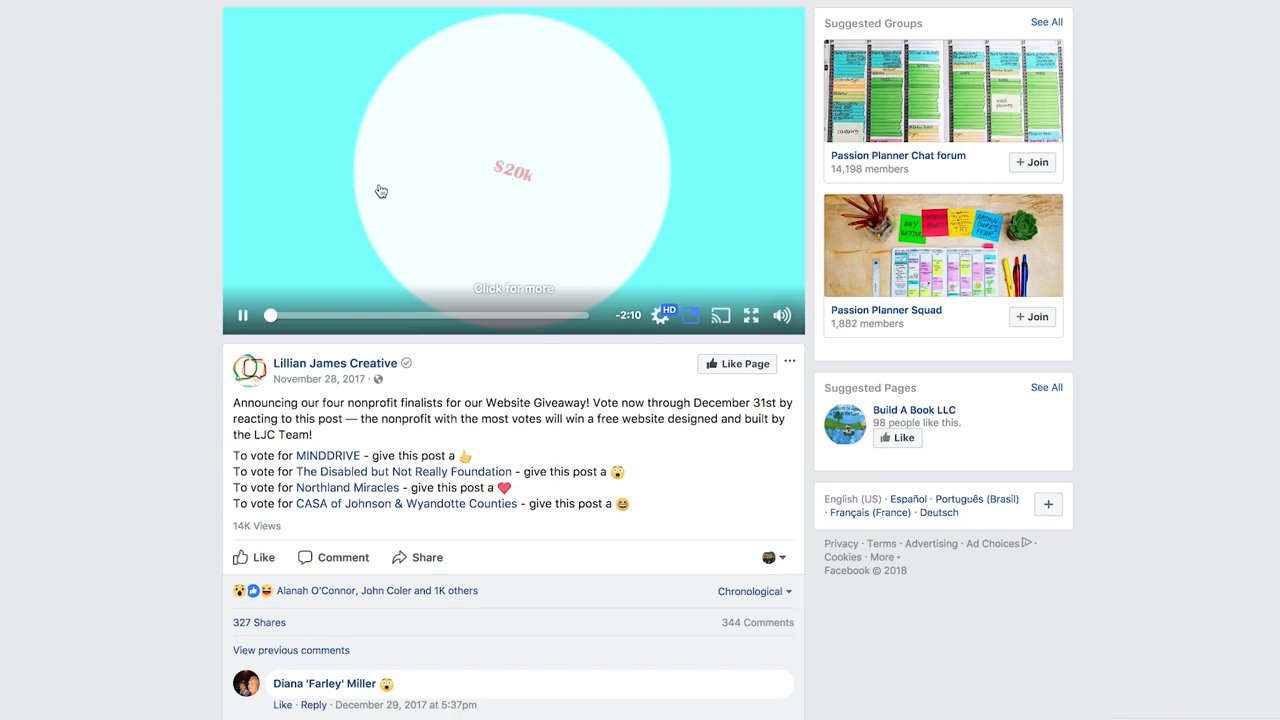 $20k
Click for more
-2:10
HD
Lillian James Creative
November 28, 2017 ·
Like Page
Announcing our four nonprofit finalists for our Website Giveaway! Vote now through December 31st by
reacting to this post — the nonprofit with the most votes will win a free website designed and built by
the LJC Team!
To vote for MINDDRIVE - give this post a 👍
To vote for The Disabled but Not Really Foundation - give this post a 😲
To vote for Northland Miracles - give this post a ❤️
To vote for CASA of Johnson & Wyandotte Counties - give this post a 😆
14K Views
Like Comment Share
Alanah O'Connor, John Coler and 1K others
Chronological
327 Shares
344 Comments
View previous comments
Diana 'Farley' Miller 😲
Like · Reply · December 29, 2017 at 5:37pm
Suggested Groups
See All
Passion Planner Chat forum
14,198 members
+ Join
Passion Planner Squad
1,882 members
+ Join
Suggested Pages
See All
Build A Book LLC
98 people like this.
Like
English (US) · Español · Português (Brasil)
· Français (France) · Deutsch
+
Privacy · Terms · Advertising · Ad Choices ·
Cookies · More
Facebook © 2018